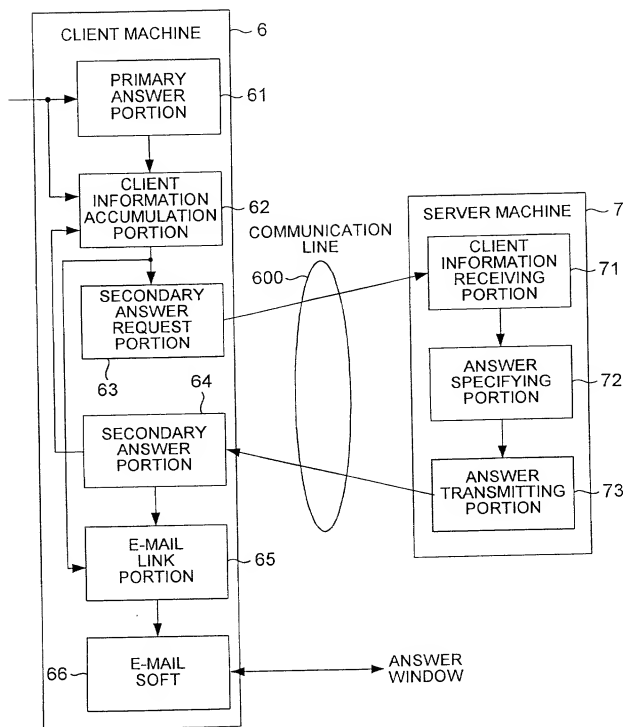 CLIENT MACHINE
6
PRIMARY
ANSWER
PORTION
61
CLIENT
INFORMATION
ACCUMULATION
PORTION
62
SECONDARY
ANSWER
REQUEST
PORTION
63
64
SECONDARY
ANSWER
PORTION
E-MAIL
LINK
PORTION
65
E-MAIL
SOFT
66
COMMUNICATION
LINE
600
SERVER MACHINE
7
CLIENT
INFORMATION
RECEIVING
PORTION
71
ANSWER
SPECIFYING
PORTION
72
ANSWER
TRANSMITTING
PORTION
73
ANSWER
WINDOW